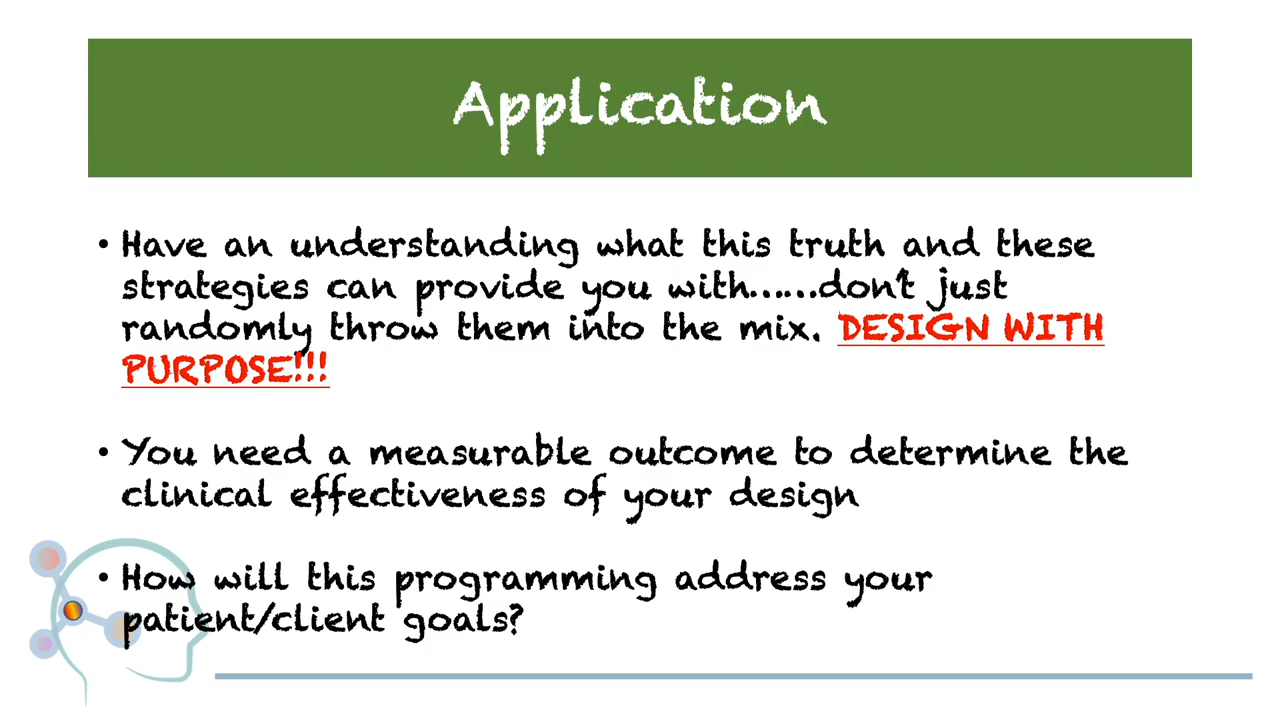 Application
• Have an understanding what this truth and these
strategies can provide you with……don't just
randomly throw them into the mix. DESIGN WITH
PURPOSE!!!
• You need a measurable outcome to determine the
clinical effectiveness of your design
• How will this programming address your
patient/client goals?